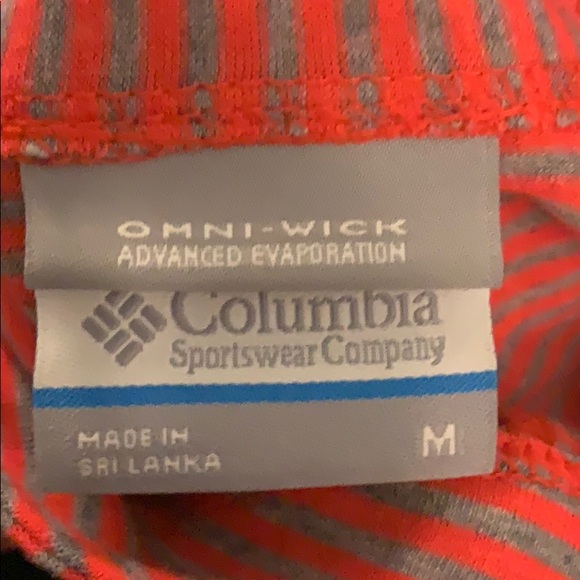 OMNI-WICK
ADVANCED EVAPORATION
Columbia
Sportswear Company
MADE IN
SRI LANKA
M